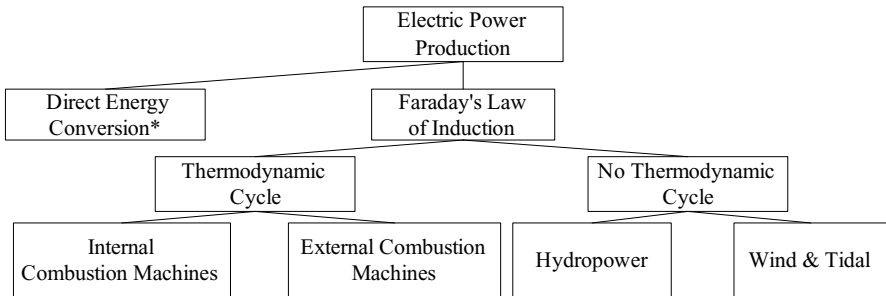 Electric Power
Production
Direct Energy
Conversion*
Faraday's Law
of Induction
Thermodynamic
Cycle
No Thermodynamic
Cycle
Internal
Combustion Machines
External Combustion
Machines
Hydropower
Wind & Tidal